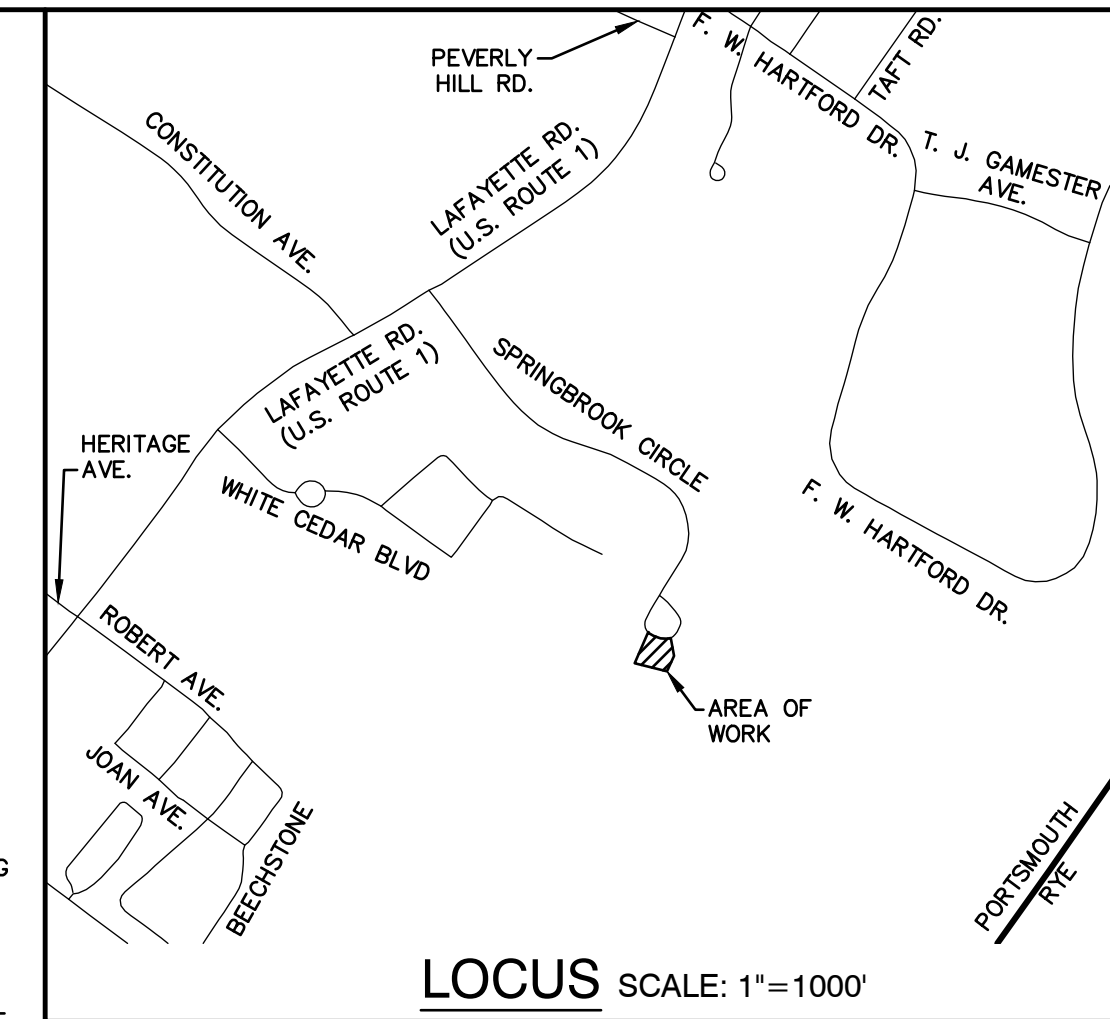 PEVERLY
HILL RD.
F. W. HARTFORD DR.
TAFT RD.
CONSTITUTION AVE.
LAFAYETTE RD.
(U.S. ROUTE 1)
T. J. GAMESTER
AVE.
LAFAYETTE RD.
(U.S. ROUTE 1)
SPRINGBROOK CIRCLE
HERITAGE
AVE.
WHITE CEDAR BLVD
F. W. HARTFORD DR.
ROBERT AVE.
AREA OF
WORK
JOAN AVE.
BEECHSTONE
PORTSMOUTH
RYE
G
LOCUS SCALE: 1"=1000'